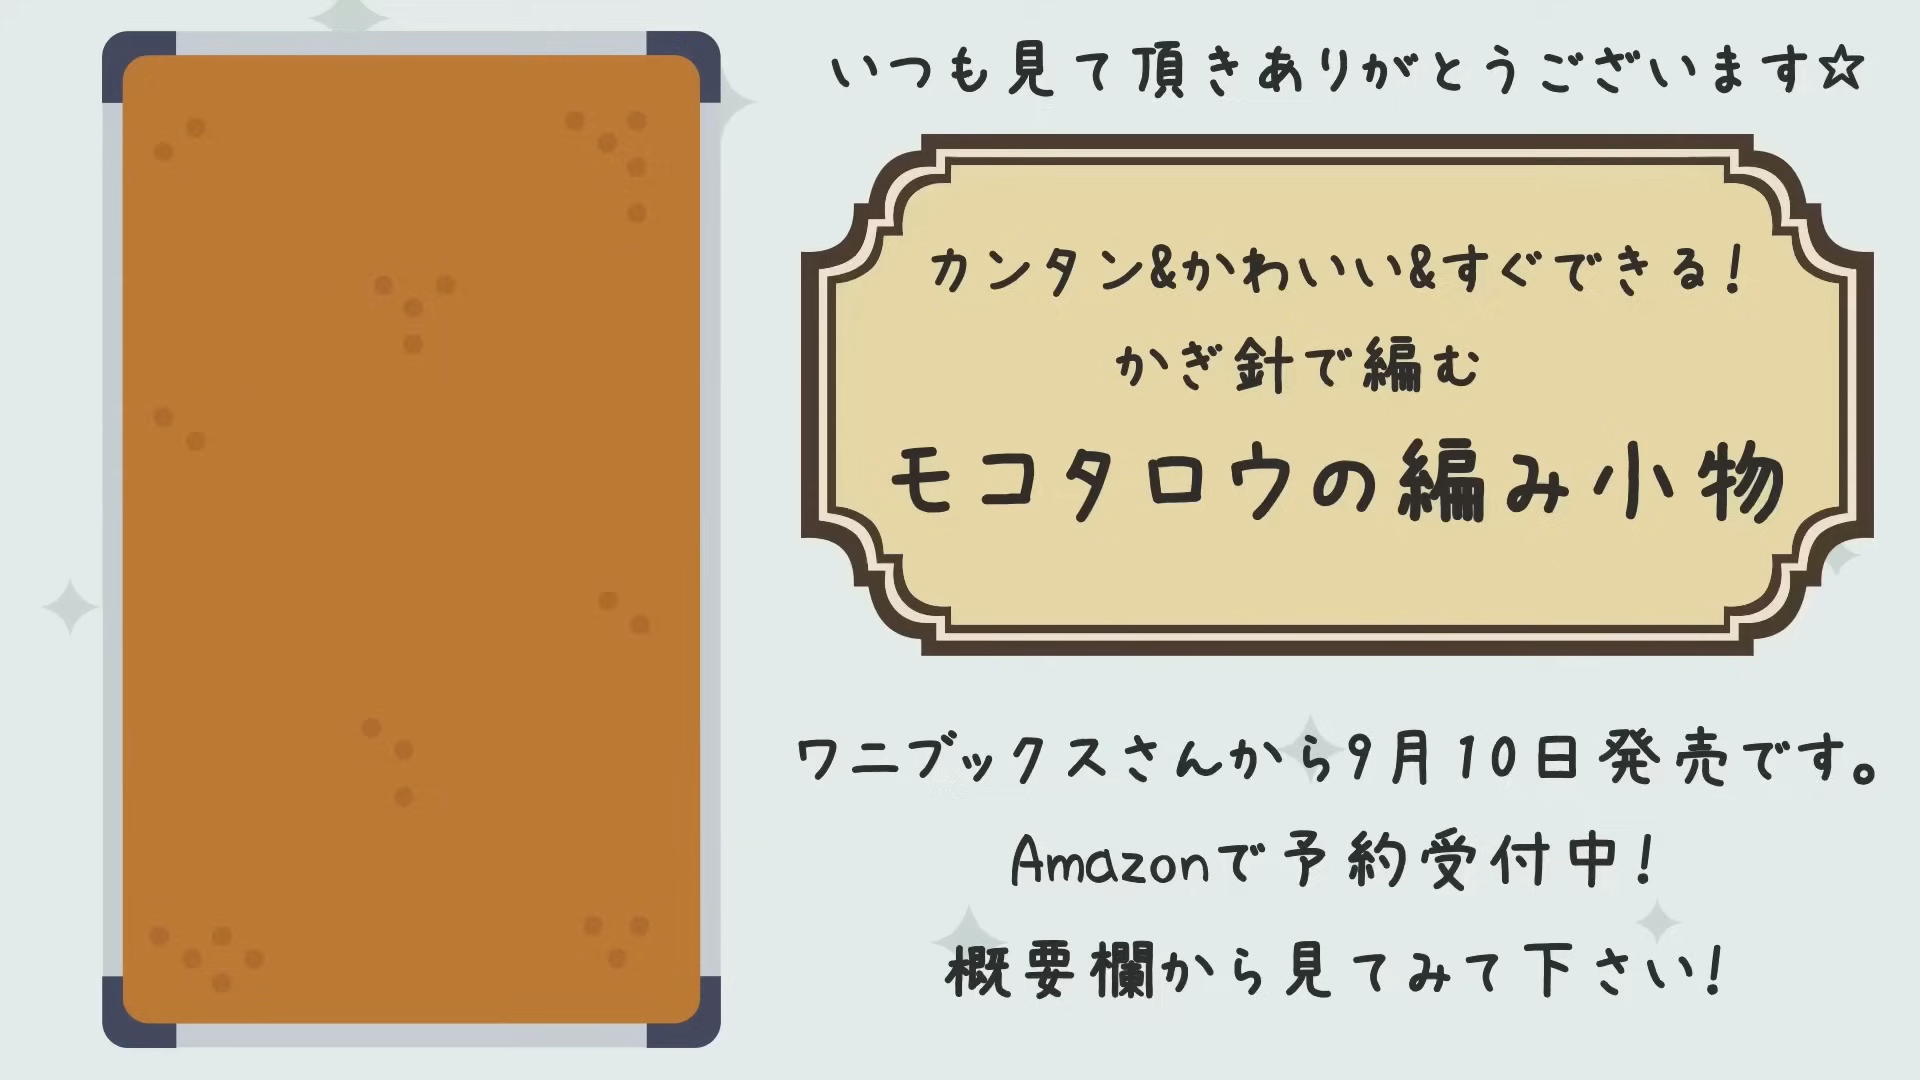 いつも見て頂きありがとうございます☆
カンタン&かわいい&すぐできる!
かぎ針で編む
モコタロウの編み小物
ワニブックスさんから9月10日発売です。
Amazonで予約受付中!
概要欄から見てみて下さい!